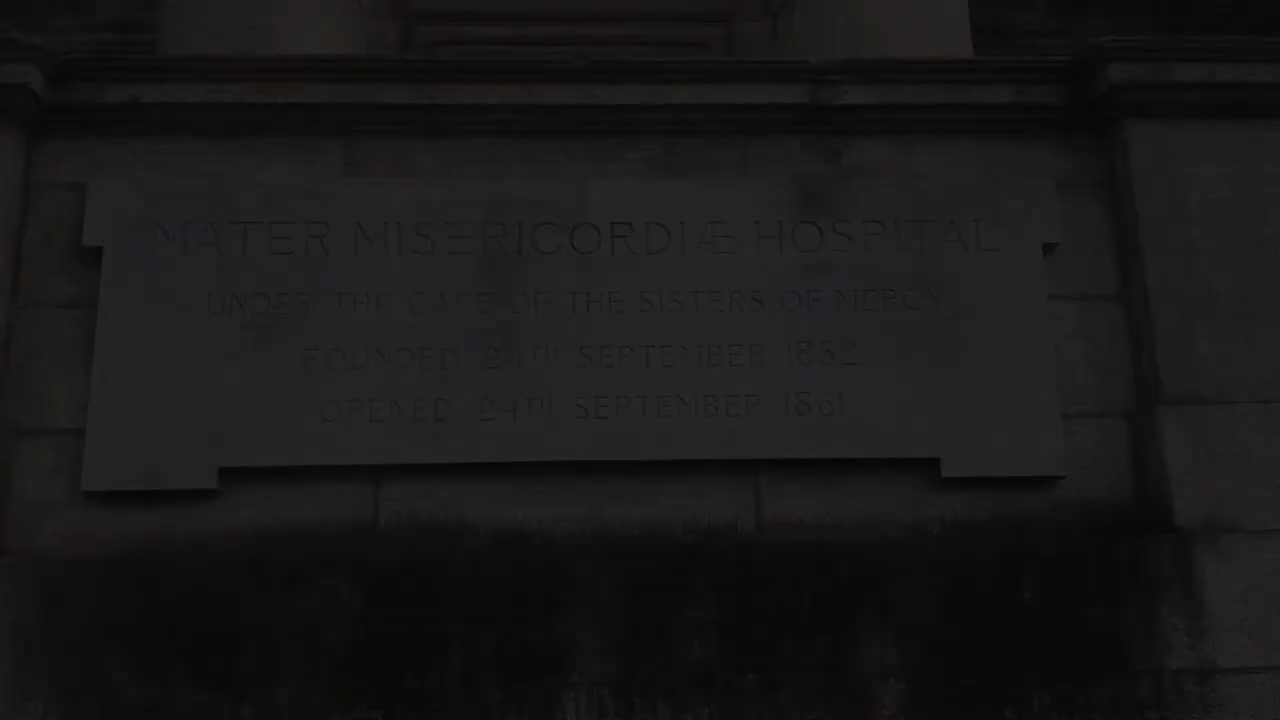 MATER MISERICORDIÆ HOSPITAL
UNDER THE CARE OF THE SISTERS OF MERCY
FOUNDED 24TH SEPTEMBER 1852
OPENED 24TH SEPTEMBER 1861